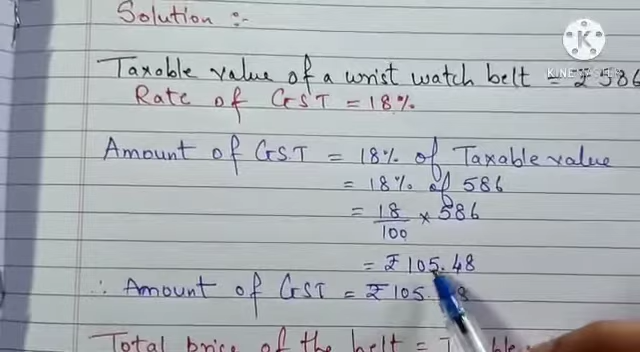 Solution :-
Taxable value of a wrist watch belt = ₹586
Rate of GST = 18%
Amount of G.S.T = 18% of Taxable value
= 18% of 586
= 18/100 × 586
= ₹105.48
∴ Amount of GST = ₹105.
Total price of the belt =
KINEMASTER